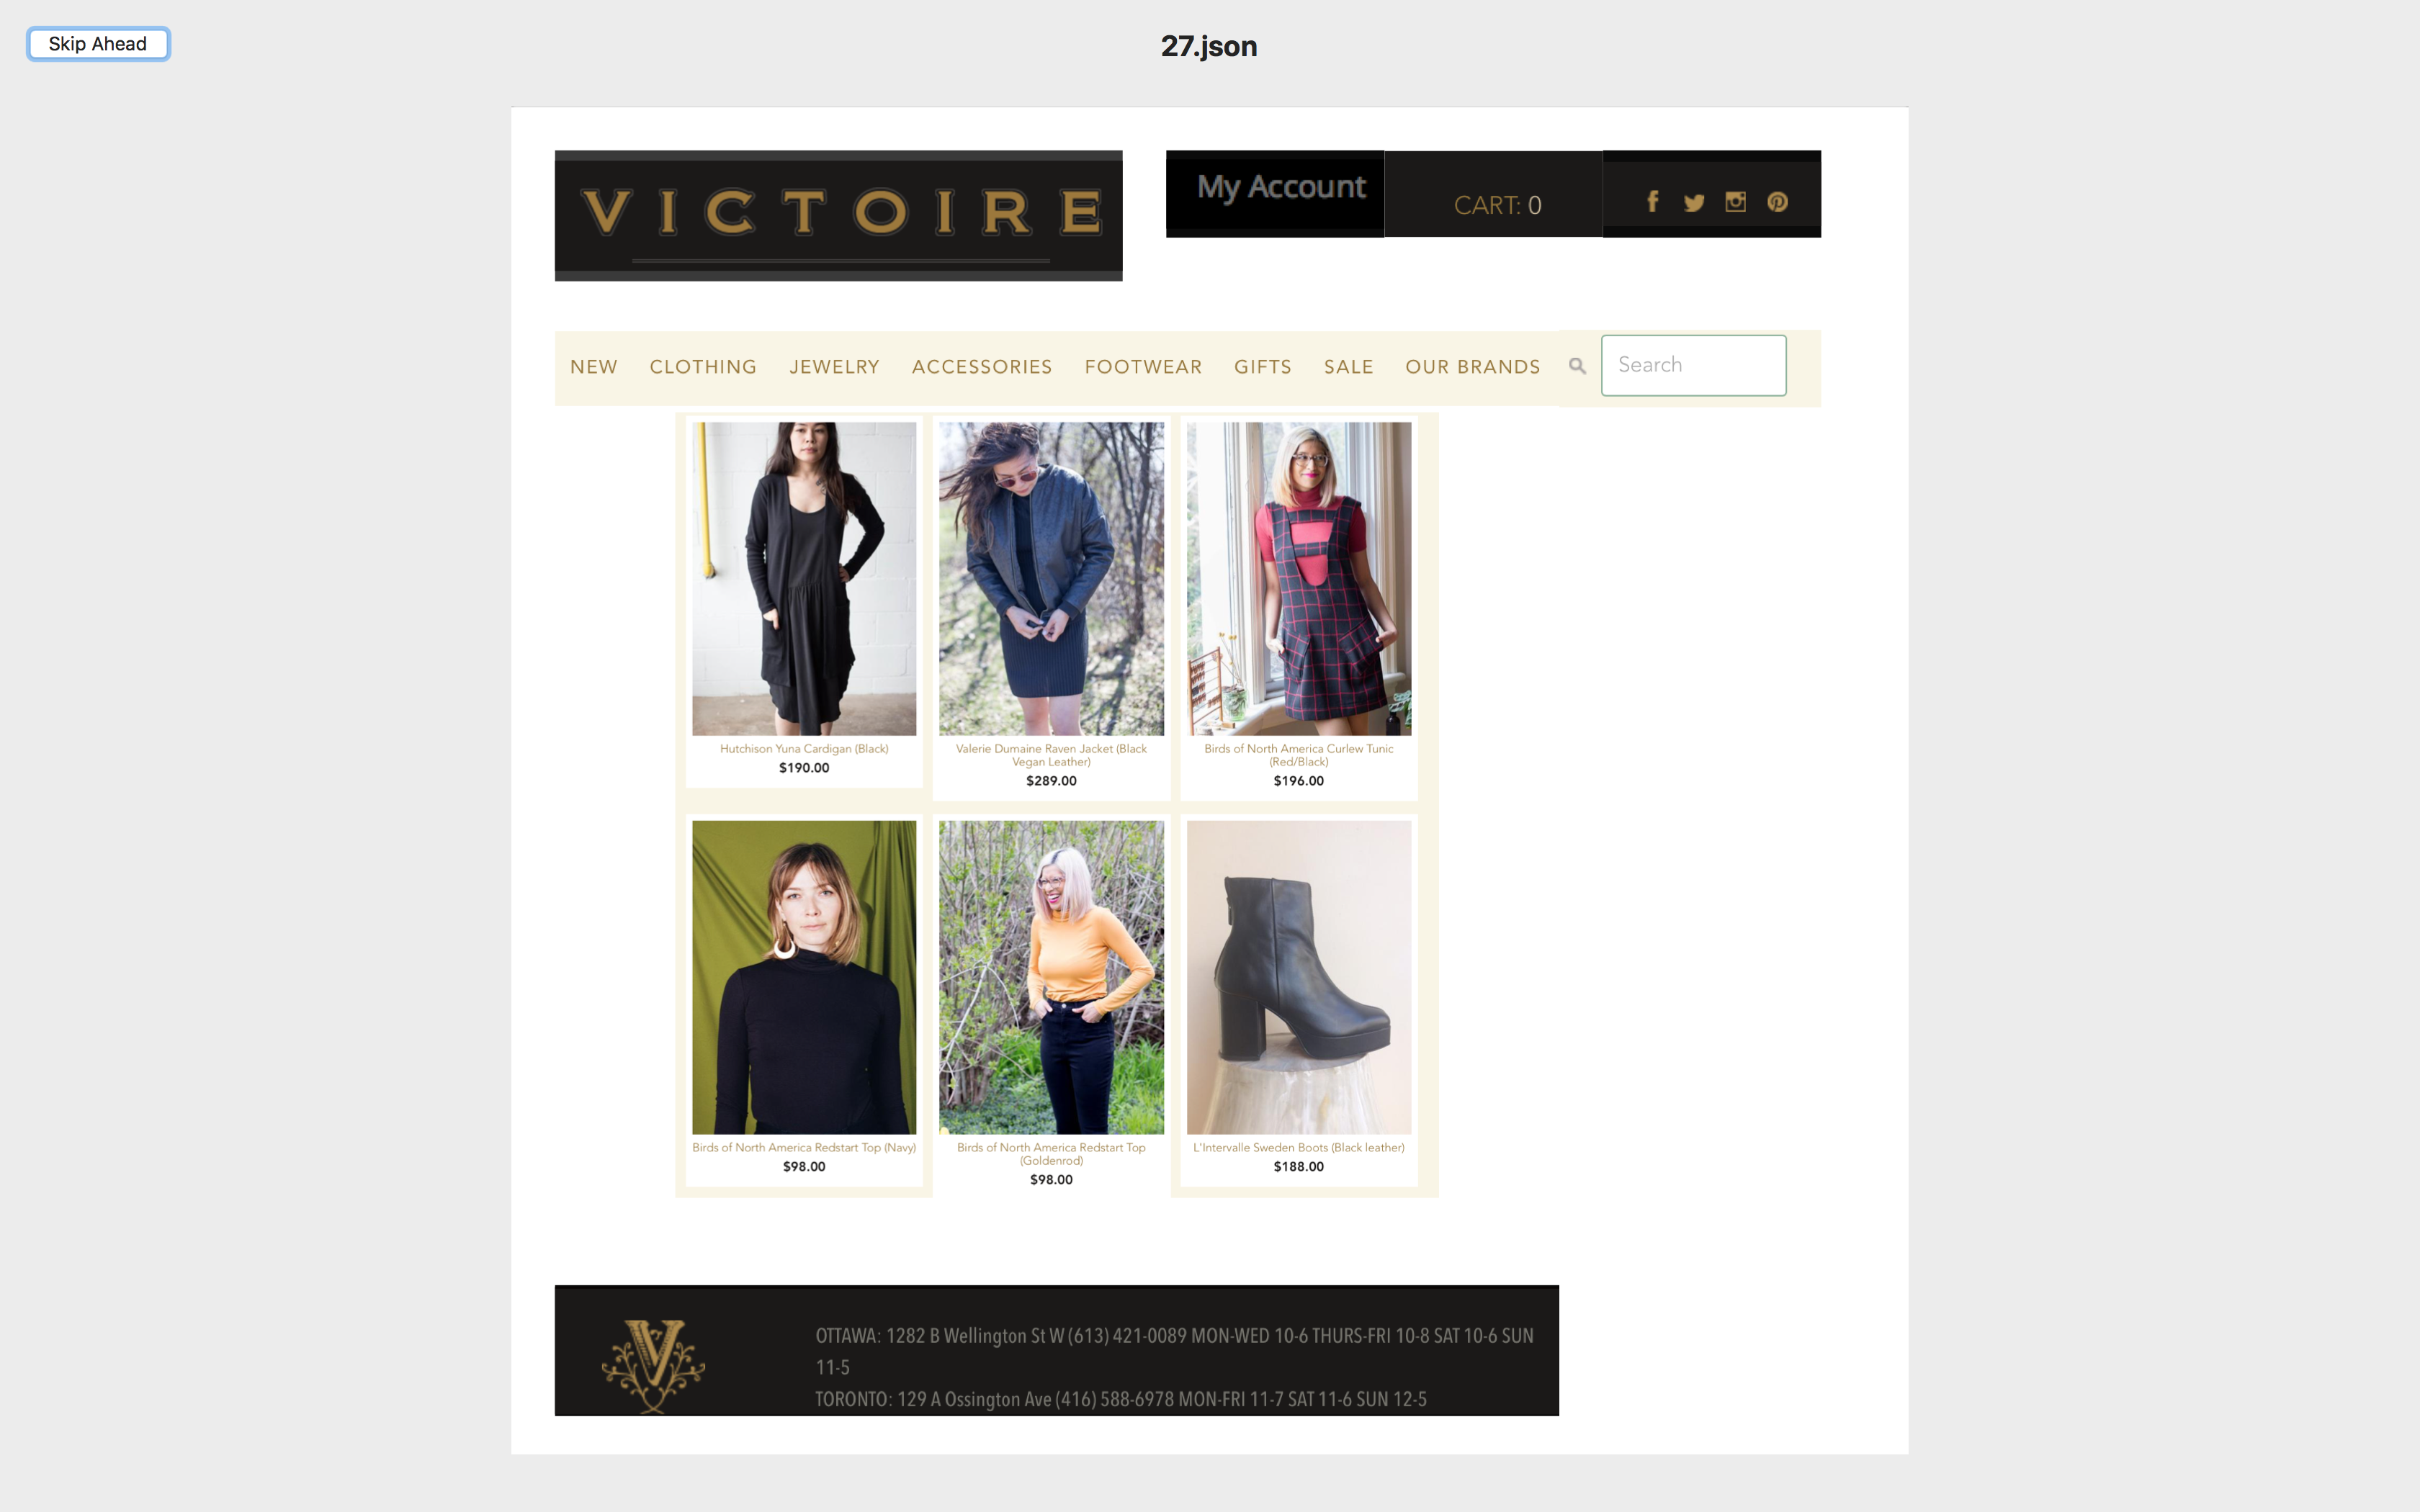 Skip Ahead
27.json
VICTOIRE
My Account
CART: 0
NEW CLOTHING JEWELRY ACCESSORIES FOOTWEAR GIFTS SALE OUR BRANDS Search
Hutchison Yuna Cardigan (Black)
$190.00
Valerie Dumaine Raven Jacket (Black
Vegan Leather)
$289.00
Birds of North America Curlew Tunic
(Red/Black)
$196.00
Birds of North America Redstart Top (Navy)
$98.00
Birds of North America Redstart Top
(Goldenrod)
$98.00
L'Intervalle Sweden Boots (Black leather)
$188.00
V
OTTAWA: 1282 B Wellington St W (613) 421-0089 MON-WED 10-6 THURS-FRI 10-8 SAT 10-6 SUN
11-5
TORONTO: 129 A Ossington Ave (416) 588-6978 MON-FRI 11-7 SAT 11-6 SUN 12-5